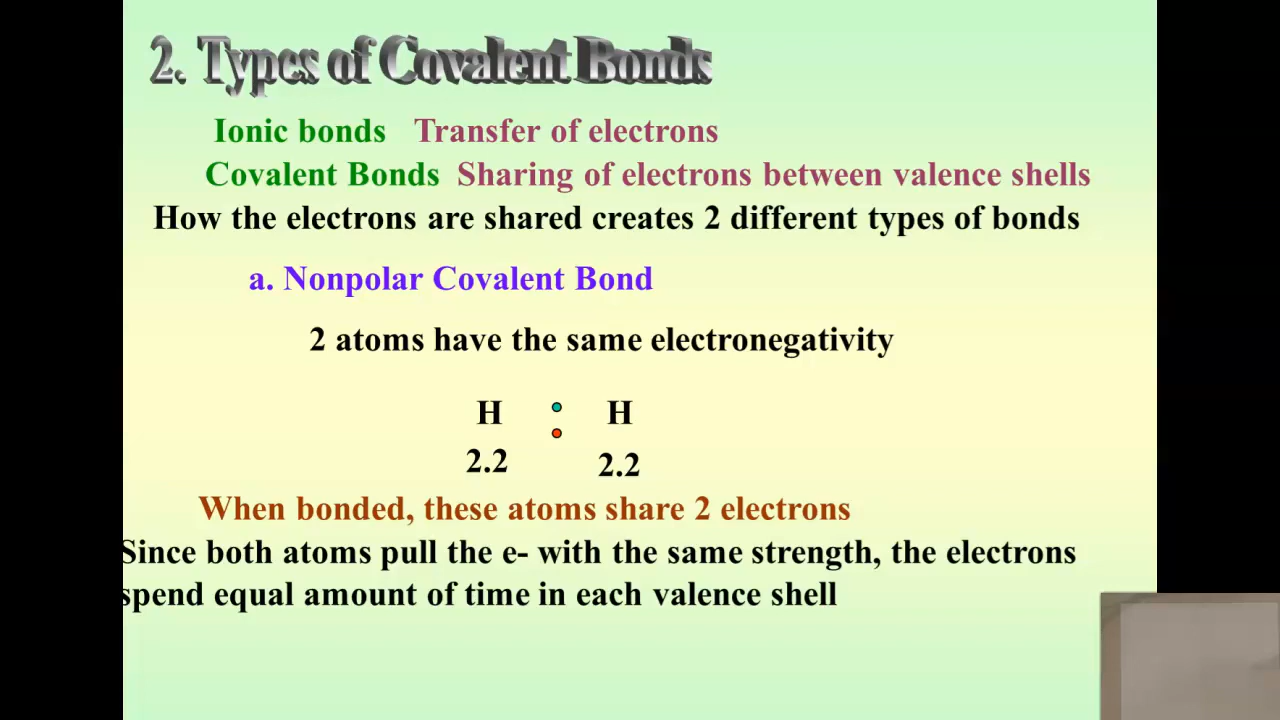 2. Types of Covalent Bonds
Ionic bonds Transfer of electrons
Covalent Bonds Sharing of electrons between valence shells
How the electrons are shared creates 2 different types of bonds
a. Nonpolar Covalent Bond
2 atoms have the same electronegativity
H H
2.2 2.2
When bonded, these atoms share 2 electrons
Since both atoms pull the e- with the same strength, the electrons
spend equal amount of time in each valence shell